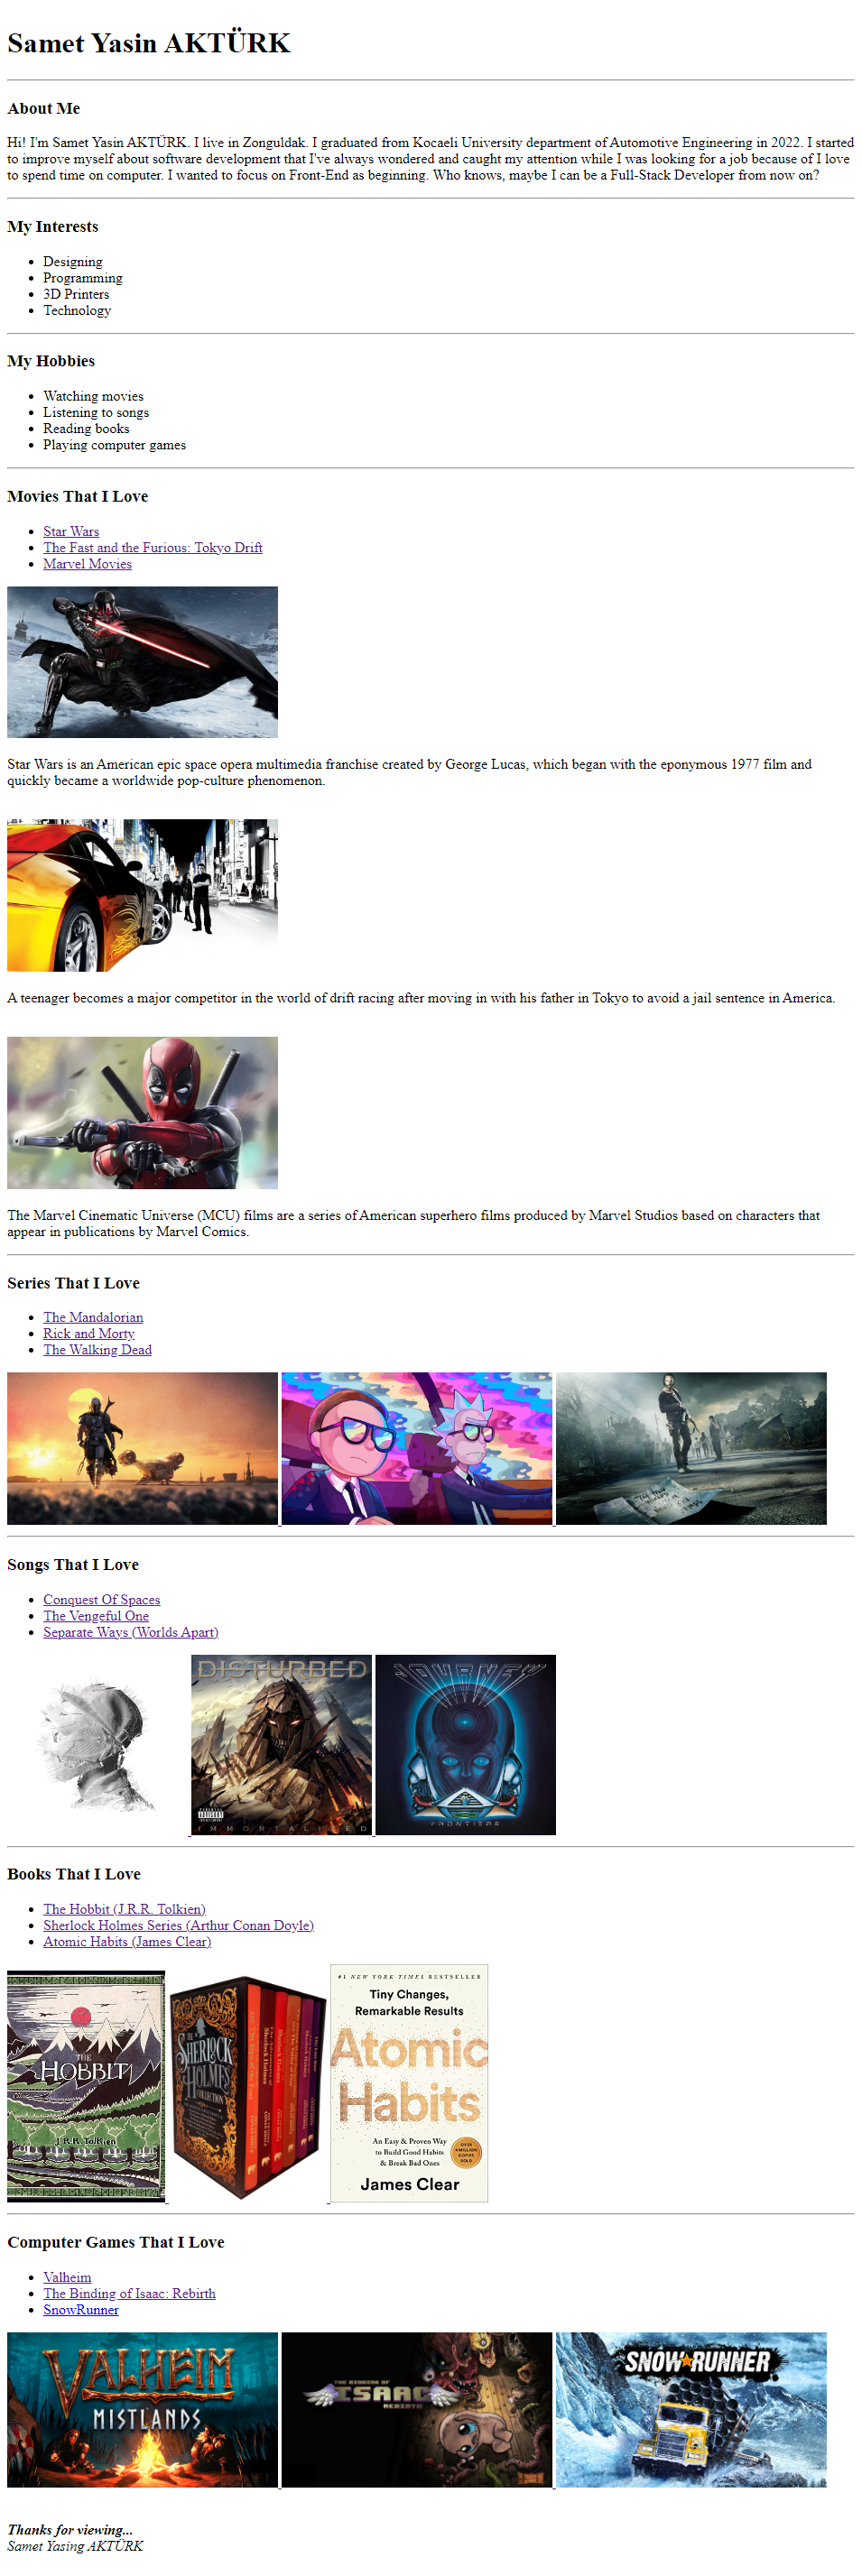 Samet Yasin AKTÜRK
About Me
Hi! I'm Samet Yasin AKTÜRK. I live in Zonguldak. I graduated from Kocaeli University department of Automotive Engineering in 2022. I started
to improve myself about software development that I've always wondered and caught my attention while I was looking for a job because of I love
to spend time on computer. I wanted to focus on Front-End as beginning. Who knows, maybe I can be a Full-Stack Developer from now on?
My Interests
Designing
Programming
3D Printers
Technology
My Hobbies
Watching movies
Listening to songs
Reading books
Playing computer games
Movies That I Love
Star Wars
The Fast and the Furious: Tokyo Drift
Marvel Movies
Star Wars is an American epic space opera multimedia franchise created by George Lucas, which began with the eponymous 1977 film and
quickly became a worldwide pop-culture phenomenon.
A teenager becomes a major competitor in the world of drift racing after moving in with his father in Tokyo to avoid a jail sentence in America.
The Marvel Cinematic Universe (MCU) films are a series of American superhero films produced by Marvel Studios based on characters that
appear in publications by Marvel Comics.
Series That I Love
The Mandalorian
Rick and Morty
The Walking Dead
Songs That I Love
Conquest Of Spaces
The Vengeful One
Separate Ways (Worlds Apart)
DISTURBED
IMMORTALIZED
JOURNEY
FRONTIERS
Books That I Love
The Hobbit (J.R.R. Tolkien)
Sherlock Holmes Series (Arthur Conan Doyle)
Atomic Habits (James Clear)
THE
HOBBIT
J.R.R. Tolkien
THE
SHERLOCK
HOLMES
COLLECTION
#1 NEW YORK TIMES BESTSELLER
Tiny Changes,
Remarkable Results
Atomic
Habits
An Easy & Proven Way
to Build Good Habits
& Break Bad Ones
James Clear
Computer Games That I Love
Valheim
The Binding of Isaac: Rebirth
SnowRunner
VALHEIM
MISTLANDS
THE BINDING OF
ISAAC
REBIRTH
SNOWRUNNER
Thanks for viewing...
Samet Yasing AKTÜRK